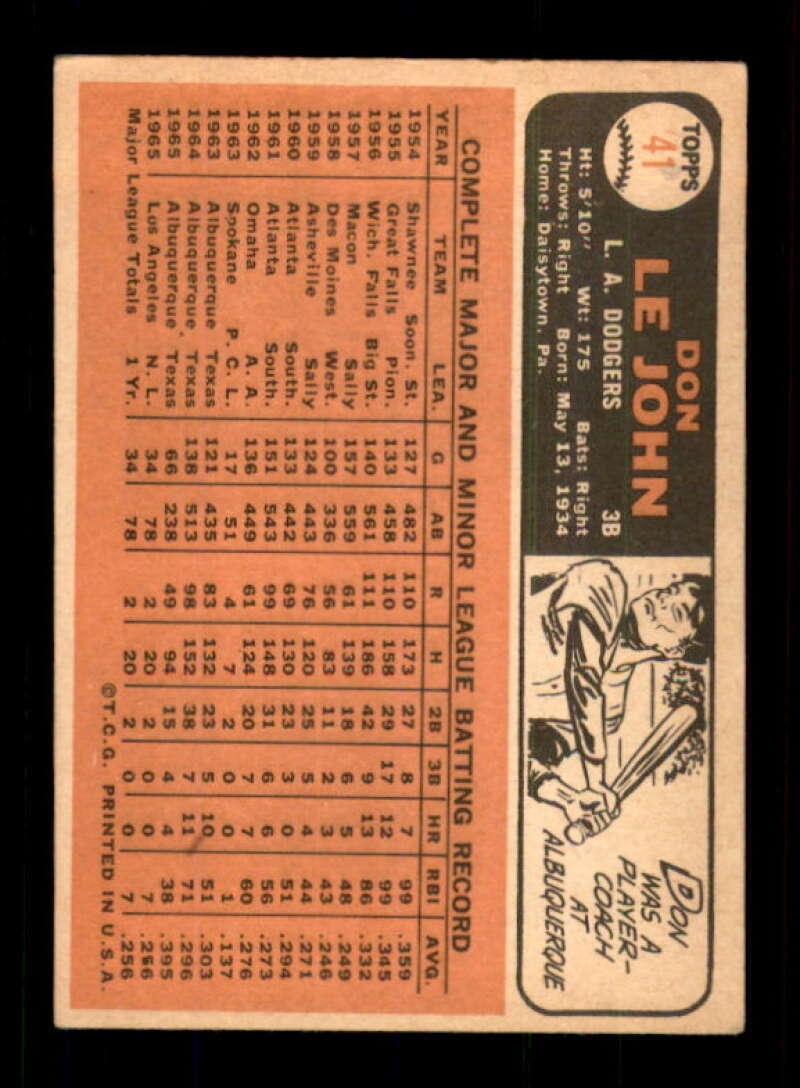 TOPPS
41
DON
LE JOHN
L. A. DODGERS 3B
Ht: 5'10" Wt: 175 Bats: Right
Throws: Right Born: May 13, 1934
Home: Daisytown, Pa.
DON
WAS A
PLAYER-
COACH
AT
ALBUQUERQUE
COMPLETE MAJOR AND MINOR LEAGUE BATTING RECORD
YEAR TEAM LEA. G AB R H 2B 3B HR RBI AVG.
1954 Shawnee Soon. St. 127 482 110 173 27 8 7 99 .359
1955 Great Falls Pion. 133 458 110 158 29 17 12 99 .345
1956 Wich. Falls Big St. 140 561 111 186 42 9 13 86 .332
1957 Macon Sally 157 559 61 139 18 6 5 48 .249
1958 Des Moines West. 100 336 56 83 11 2 3 43 .246
1959 Asheville Sally 124 443 76 120 25 5 4 44 .271
1960 Atlanta South. 133 442 69 130 23 3 0 51 .294
1961 Atlanta South. 151 543 99 148 31 6 6 56 .273
1962 Omaha A. A. 136 449 61 124 20 7 7 60 .276
1963 Spokane P. C. L. 17 51 4 7 2 0 0 1 .137
1963 Albuquerque Texas 121 435 83 132 23 5 10 51 .303
1964 Albuquerque Texas 138 513 98 152 38 7 11 71 .296
1965 Albuquerque Texas 66 238 49 94 15 4 4 38 .395
1965 Los Angeles N. L. 34 78 2 20 2 0 0 7 .256
Major League Totals 1 Yr. 34 78 2 20 2 0 0 7 .256
©T.C.G. PRINTED IN U.S.A.